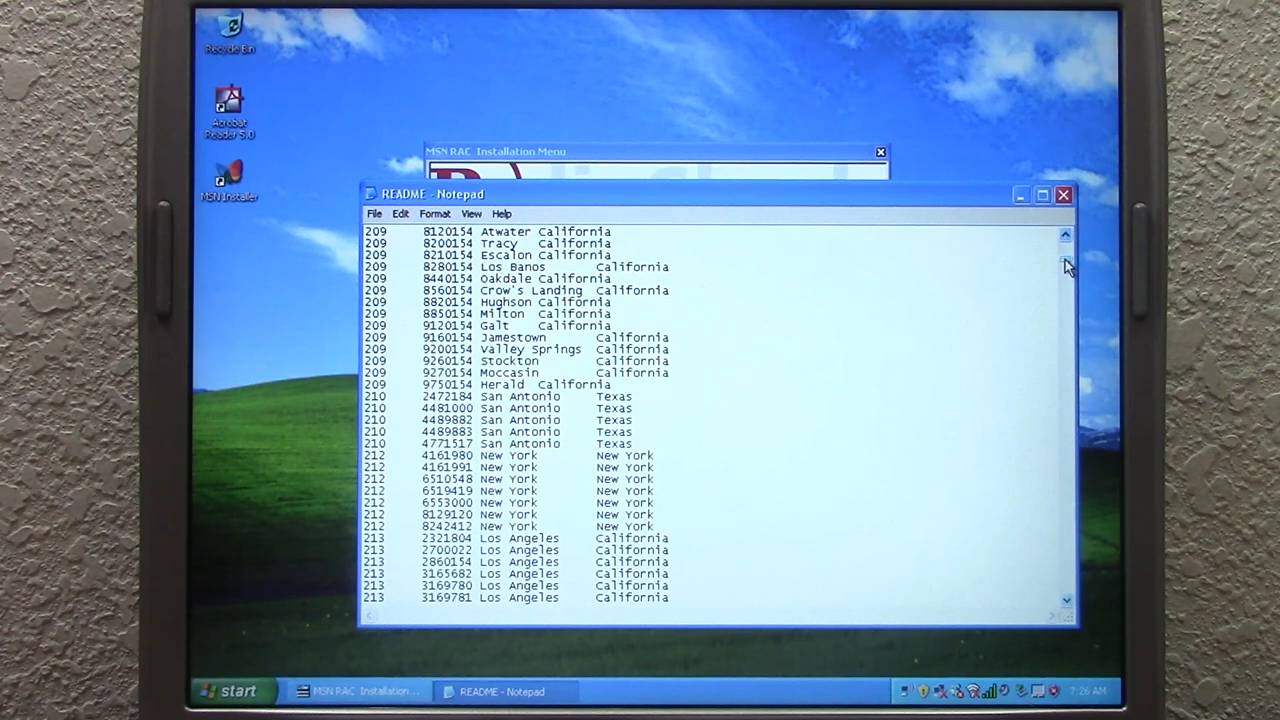 Recycle Bin
Acrobat
Reader 5.0
MSN Installer
MSN RAC Installation Menu
README - Notepad
File Edit Format View Help
209 8120154 Atwater California
209 8200154 Tracy California
209 8210154 Escalon California
209 8280154 Los Banos California
209 8440154 Oakdale California
209 8560154 Crow's Landing California
209 8820154 Hughson California
209 8850154 Milton California
209 9120154 Galt California
209 9160154 Jamestown California
209 9200154 Valley Springs California
209 9260154 Stockton California
209 9270154 Moccasin California
209 9750154 Herald California
210 2472184 San Antonio Texas
210 4481000 San Antonio Texas
210 4489882 San Antonio Texas
210 4489883 San Antonio Texas
210 4771517 San Antonio Texas
212 4161980 New York New York
212 4161991 New York New York
212 6510548 New York New York
212 6519419 New York New York
212 6553000 New York New York
212 8129120 New York New York
212 8242412 New York New York
213 2321804 Los Angeles California
213 2700022 Los Angeles California
213 2860154 Los Angeles California
213 3165682 Los Angeles California
213 3169780 Los Angeles California
213 3169781 Los Angeles California
start
MSN RAC Installation...
README - Notepad
7:26 AM